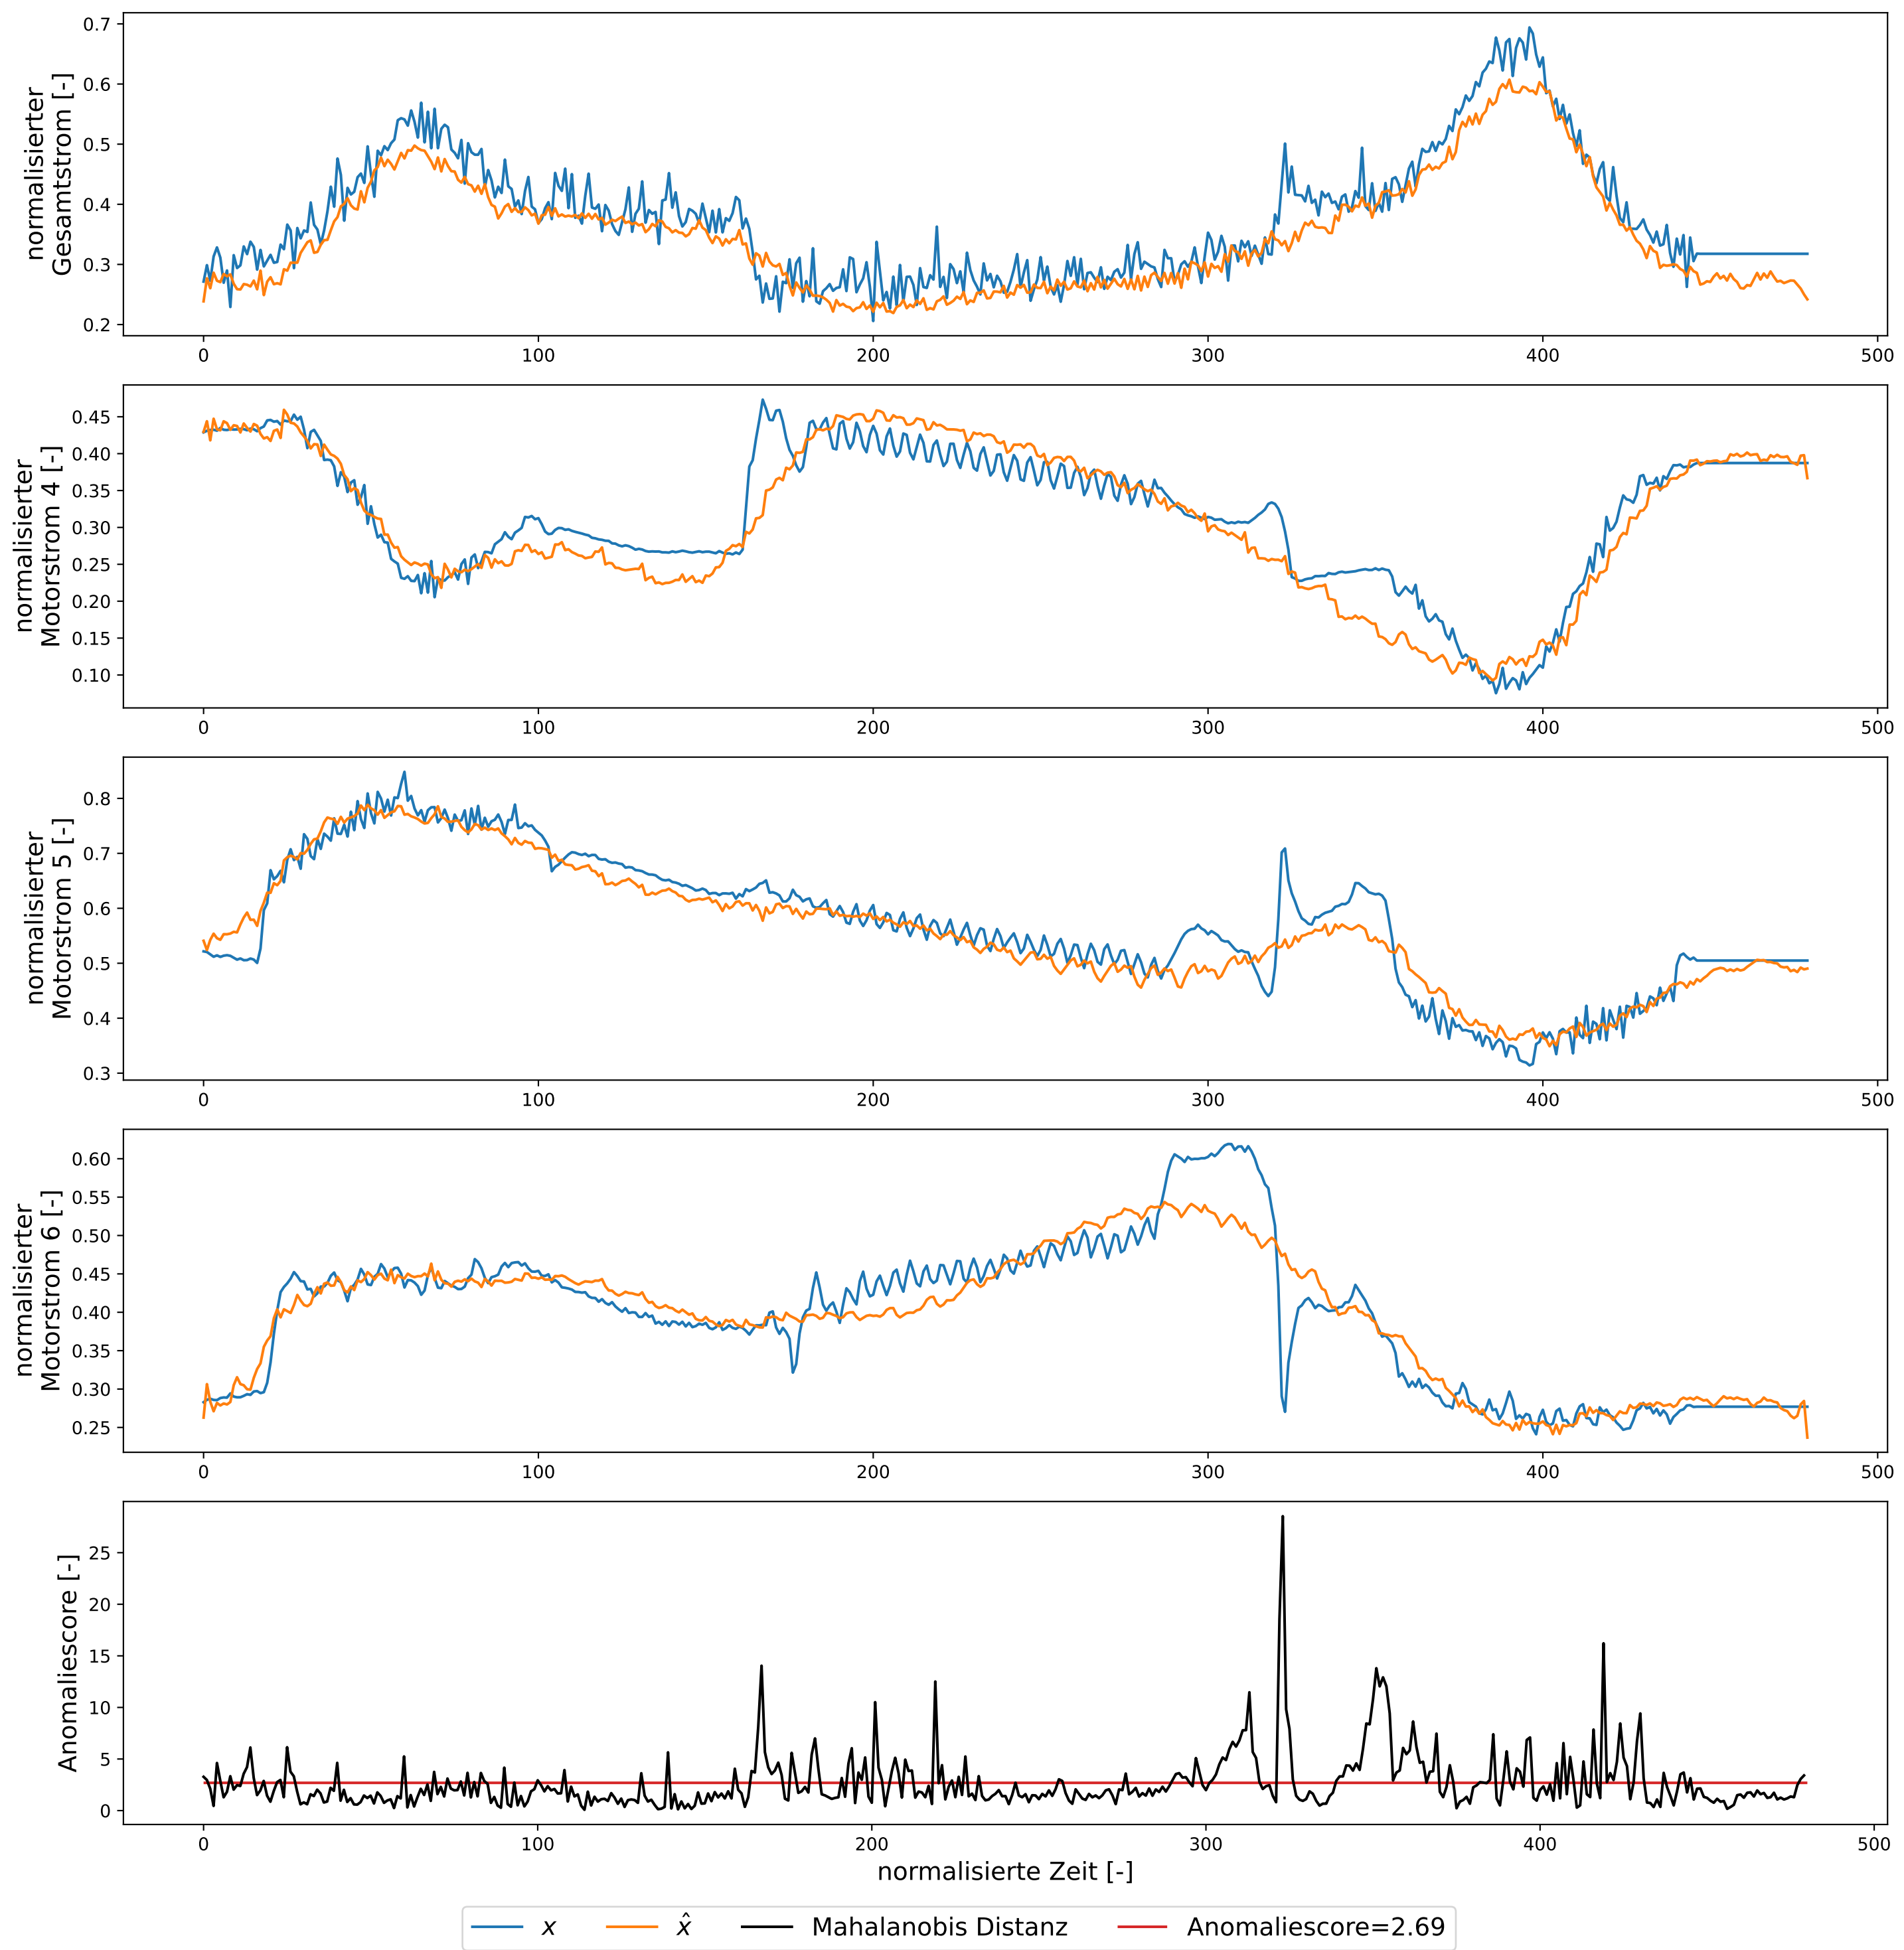 normalisierter
Gesamtstrom [-]
0.7
0.6
0.5
0.4
0.3
0.2
0 100 200 300 400 500
normalisierter
Motorstrom 4 [-]
0.45
0.40
0.35
0.30
0.25
0.20
0.15
0.10
0 100 200 300 400 500
normalisierter
Motorstrom 5 [-]
0.8
0.7
0.6
0.5
0.4
0.3
0 100 200 300 400 500
normalisierter
Motorstrom 6 [-]
0.60
0.55
0.50
0.45
0.40
0.35
0.30
0.25
0 100 200 300 400 500
Anomaliescore [-]
25
20
15
10
5
0
0 100 200 300 400 500
normalisierte Zeit [-]
x x̂ Mahalanobis Distanz Anomaliescore=2.69